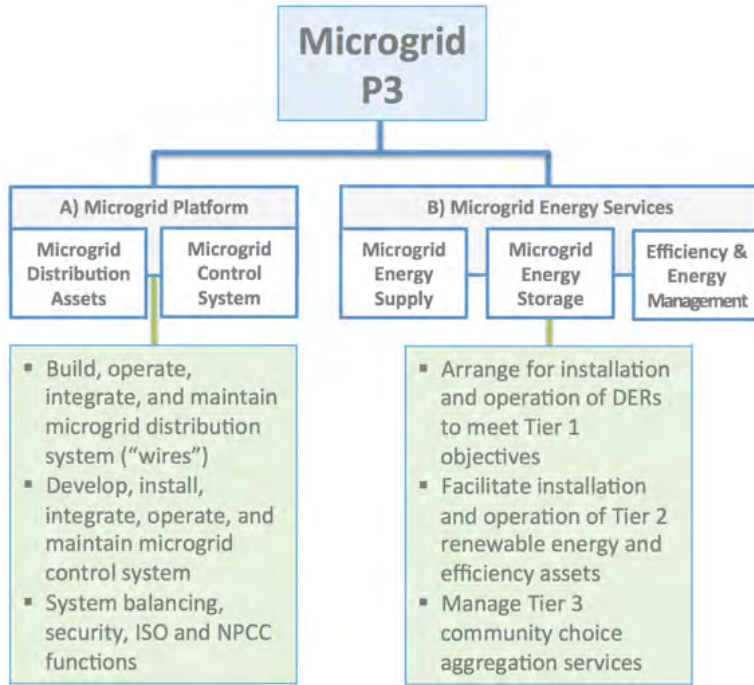 Microgrid
P3
A) Microgrid Platform
Microgrid
Distribution
Assets
Microgrid
Control
System
B) Microgrid Energy Services
Microgrid
Energy
Supply
Microgrid
Energy
Storage
Efficiency &
Energy
Management
▪ Build, operate,
integrate, and maintain
microgrid distribution
system (“wires”)
▪ Develop, install,
integrate, operate, and
maintain microgrid
control system
▪ System balancing,
security, ISO and NPCC
functions
▪ Arrange for installation
and operation of DERs
to meet Tier 1
objectives
▪ Facilitate installation
and operation of Tier 2
renewable energy and
efficiency assets
▪ Manage Tier 3
community choice
aggregation services